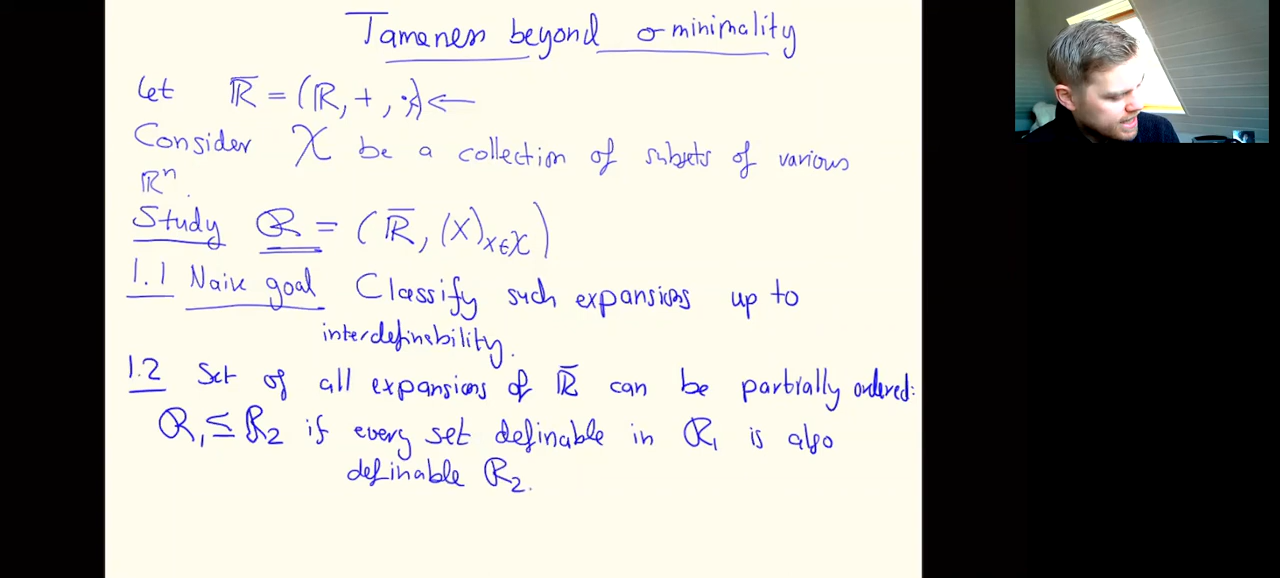 Tameness beyond o-minimality
Let ℝ̄ = (ℝ, +, ·) ←
Consider 𝒳 be a collection of subsets of various
ℝⁿ.
Study ℛ = (ℝ̄, (X)_{X∈𝒳})
1.1 Naive goal Classify such expansions up to
interdefinability.
1.2 Set of all expansions of ℝ̄ can be partially ordered:
ℛ₁ ≤ ℛ₂ if every set definable in ℛ₁ is also
definable ℛ₂.